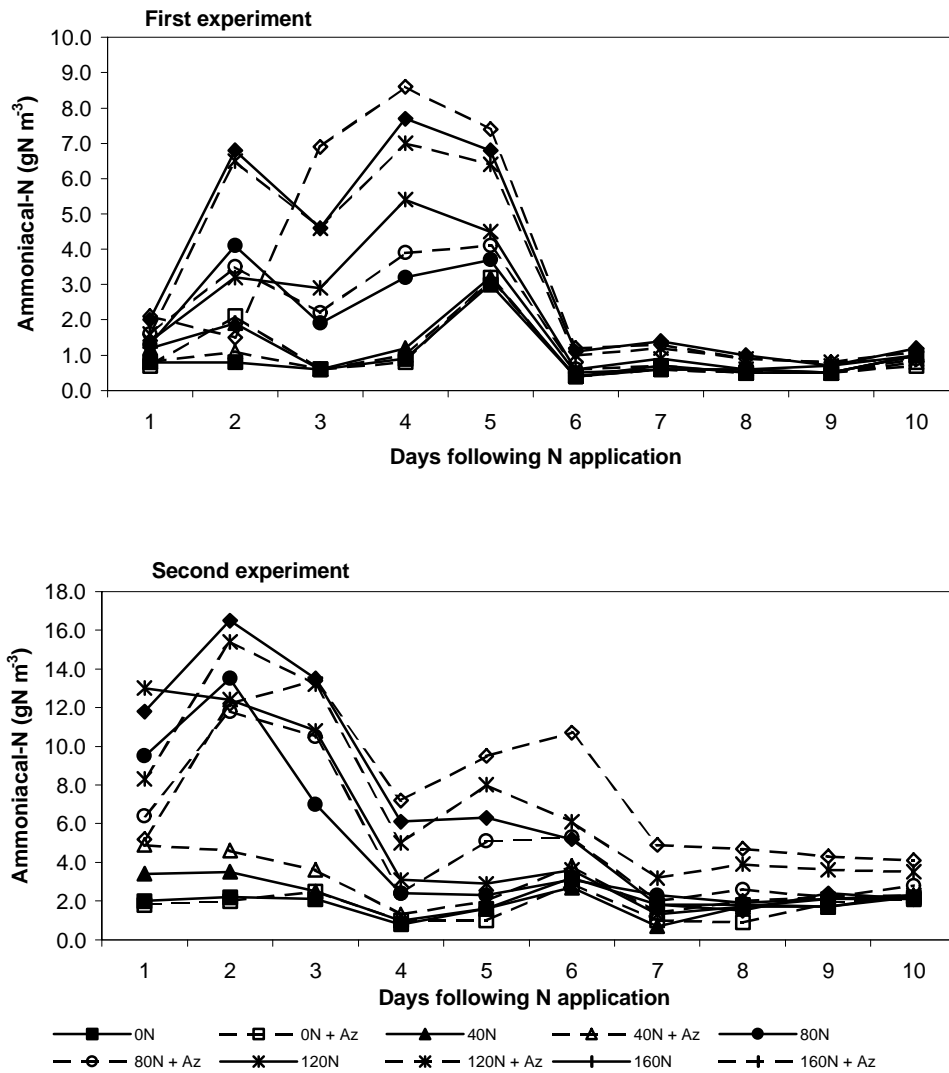 First experiment
10.0
9.0
8.0
7.0
6.0
5.0
4.0
3.0
2.0
1.0
0.0
Ammoniacal-N (gN m-3)
1 2 3 4 5 6 7 8 9 10
Days following N application
Second experiment
18.0
16.0
14.0
12.0
10.0
8.0
6.0
4.0
2.0
0.0
Ammoniacal-N (gN m-3)
1 2 3 4 5 6 7 8 9 10
Days following N application
0N 0N + Az 40N 40N + Az 80N
80N + Az 120N 120N + Az 160N 160N + Az